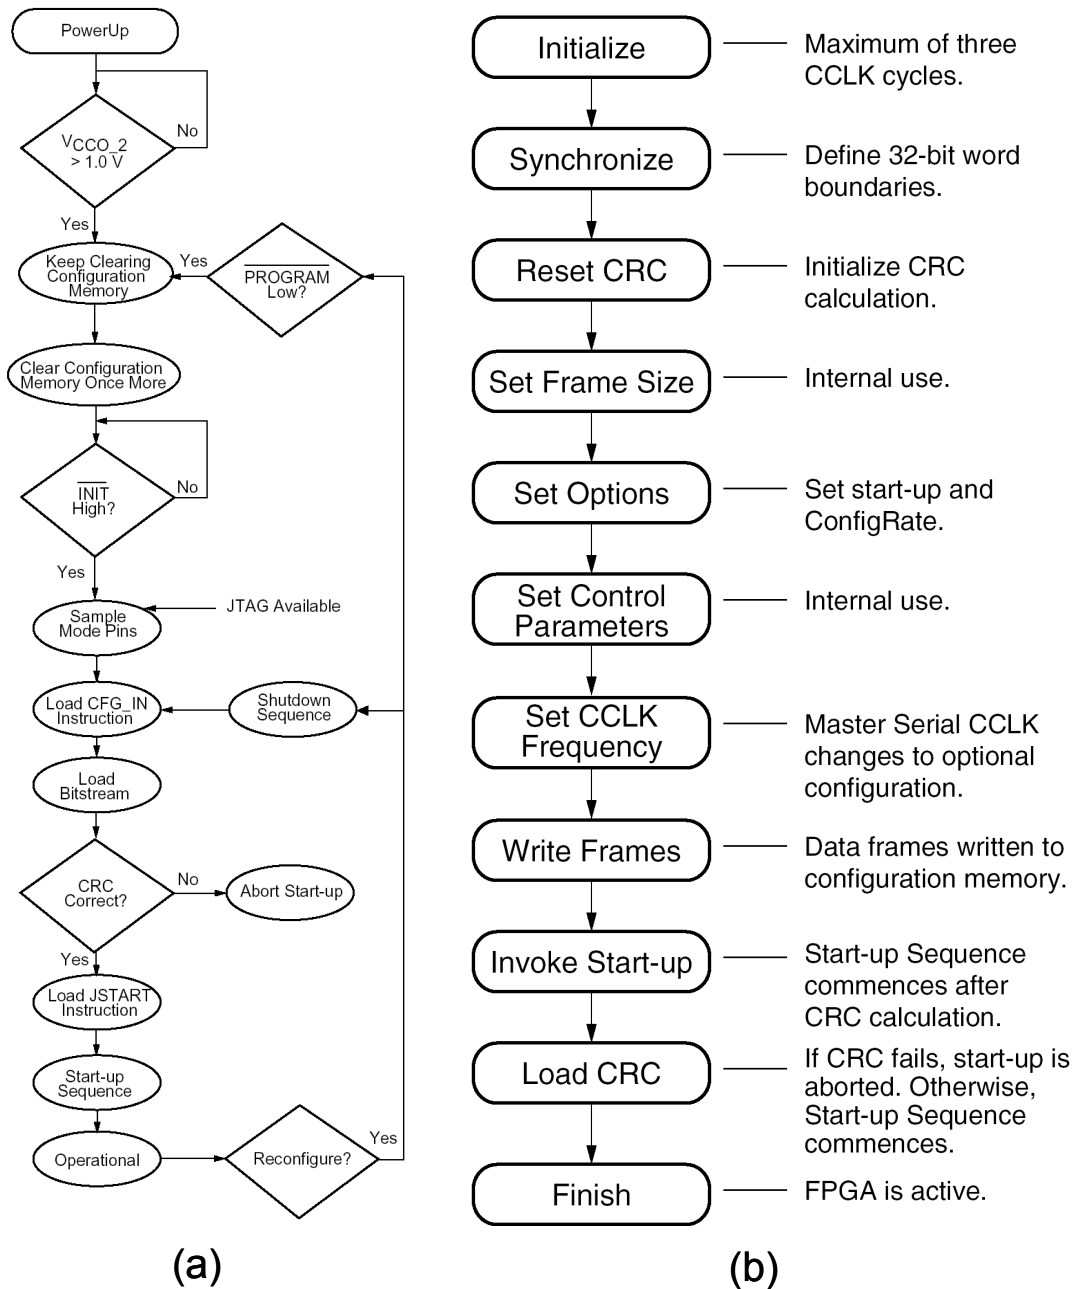 PowerUp
VCCO_2
> 1.0 V
No
Yes
Keep Clearing
Configuration
Memory
Yes
PROGRAM
Low?
Clear Configuration
Memory Once More
INIT
High?
No
Yes
Sample
Mode Pins
JTAG Available
Load CFG_IN
Instruction
Shutdown
Sequence
Load
Bitstream
CRC
Correct?
No
Abort Start-up
Yes
Load JSTART
Instruction
Start-up
Sequence
Operational
Reconfigure?
Yes
(a)
Initialize
Maximum of three
CCLK cycles.
Synchronize
Define 32-bit word
boundaries.
Reset CRC
Initialize CRC
calculation.
Set Frame Size
Internal use.
Set Options
Set start-up and
ConfigRate.
Set Control
Parameters
Internal use.
Set CCLK
Frequency
Master Serial CCLK
changes to optional
configuration.
Write Frames
Data frames written to
configuration memory.
Invoke Start-up
Start-up Sequence
commences after
CRC calculation.
Load CRC
If CRC fails, start-up is
aborted. Otherwise,
Start-up Sequence
commences.
Finish
FPGA is active.
(b)